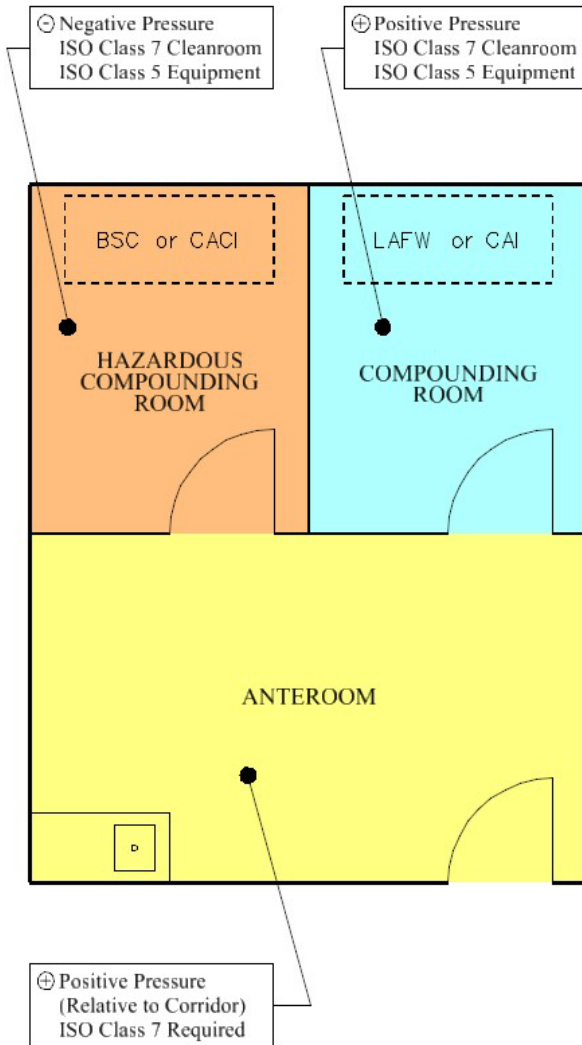 ⊖ Negative Pressure
ISO Class 7 Cleanroom
ISO Class 5 Equipment
⊕ Positive Pressure
ISO Class 7 Cleanroom
ISO Class 5 Equipment
BSC or CACI
LAFW or CAI
HAZARDOUS
COMPOUNDING
ROOM
COMPOUNDING
ROOM
ANTEROOM
⊕ Positive Pressure
(Relative to Corridor)
ISO Class 7 Required